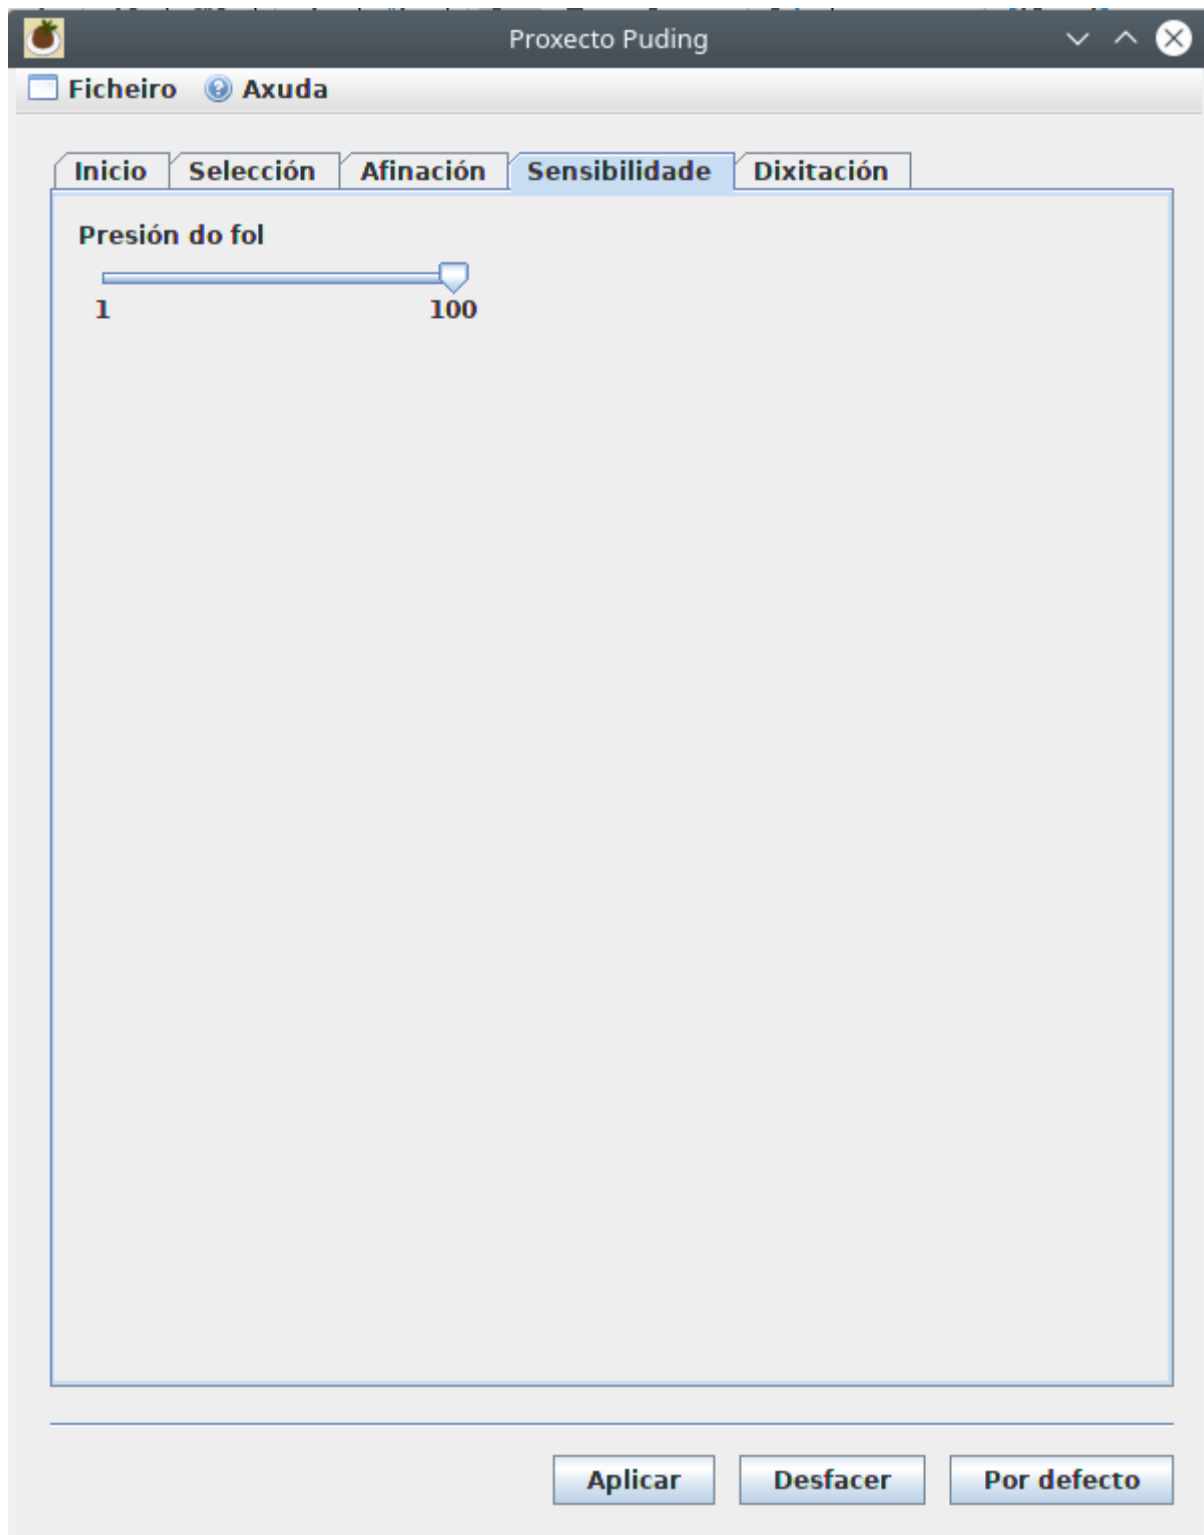 Proxecto Puding
Ficheiro Axuda
Inicio Selección Afinación Sensibilidade Dixitación
Presión do fol
1 100
Aplicar Desfacer Por defecto